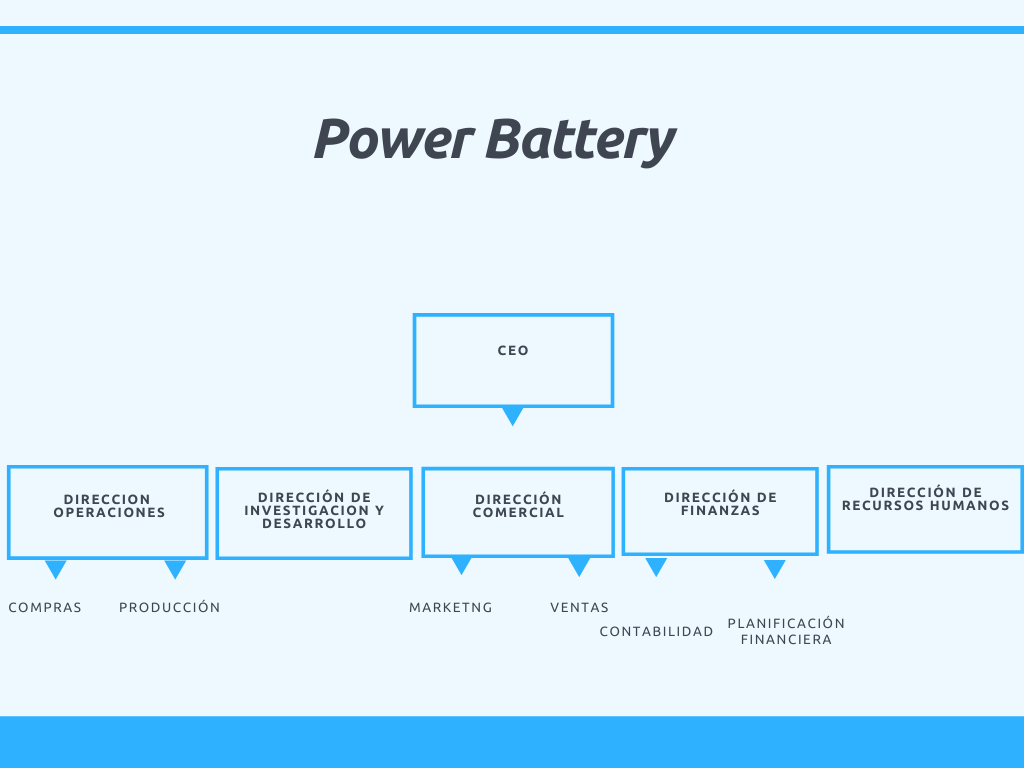 Power Battery
CEO
DIRECCION
OPERACIONES
DIRECCIÓN DE
INVESTIGACION Y
DESARROLLO
DIRECCIÓN
COMERCIAL
DIRECCIÓN DE
FINANZAS
DIRECCIÓN DE
RECURSOS HUMANOS
COMPRAS
PRODUCCIÓN
MARKETNG
VENTAS
CONTABILIDAD
PLANIFICACIÓN
FINANCIERA